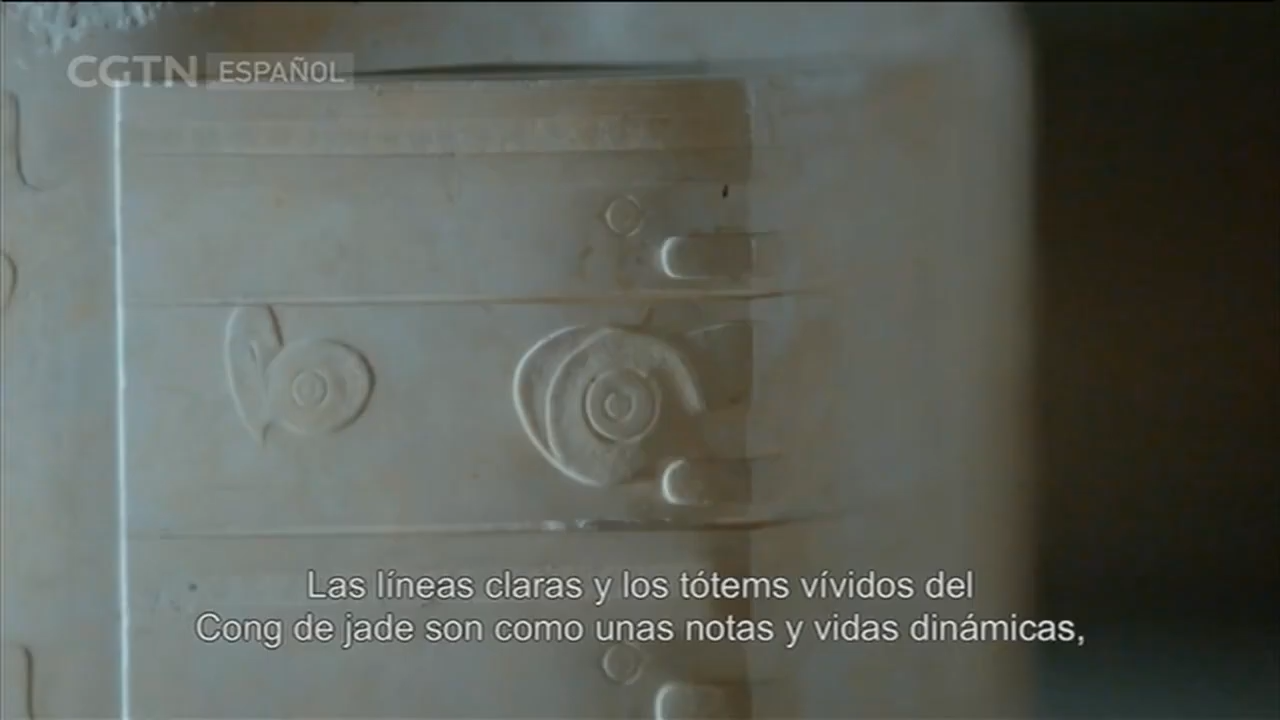 CGTN ESPAÑOL
Las líneas claras y los tótems vívidos del
Cong de jade son como unas notas y vidas dinámicas,